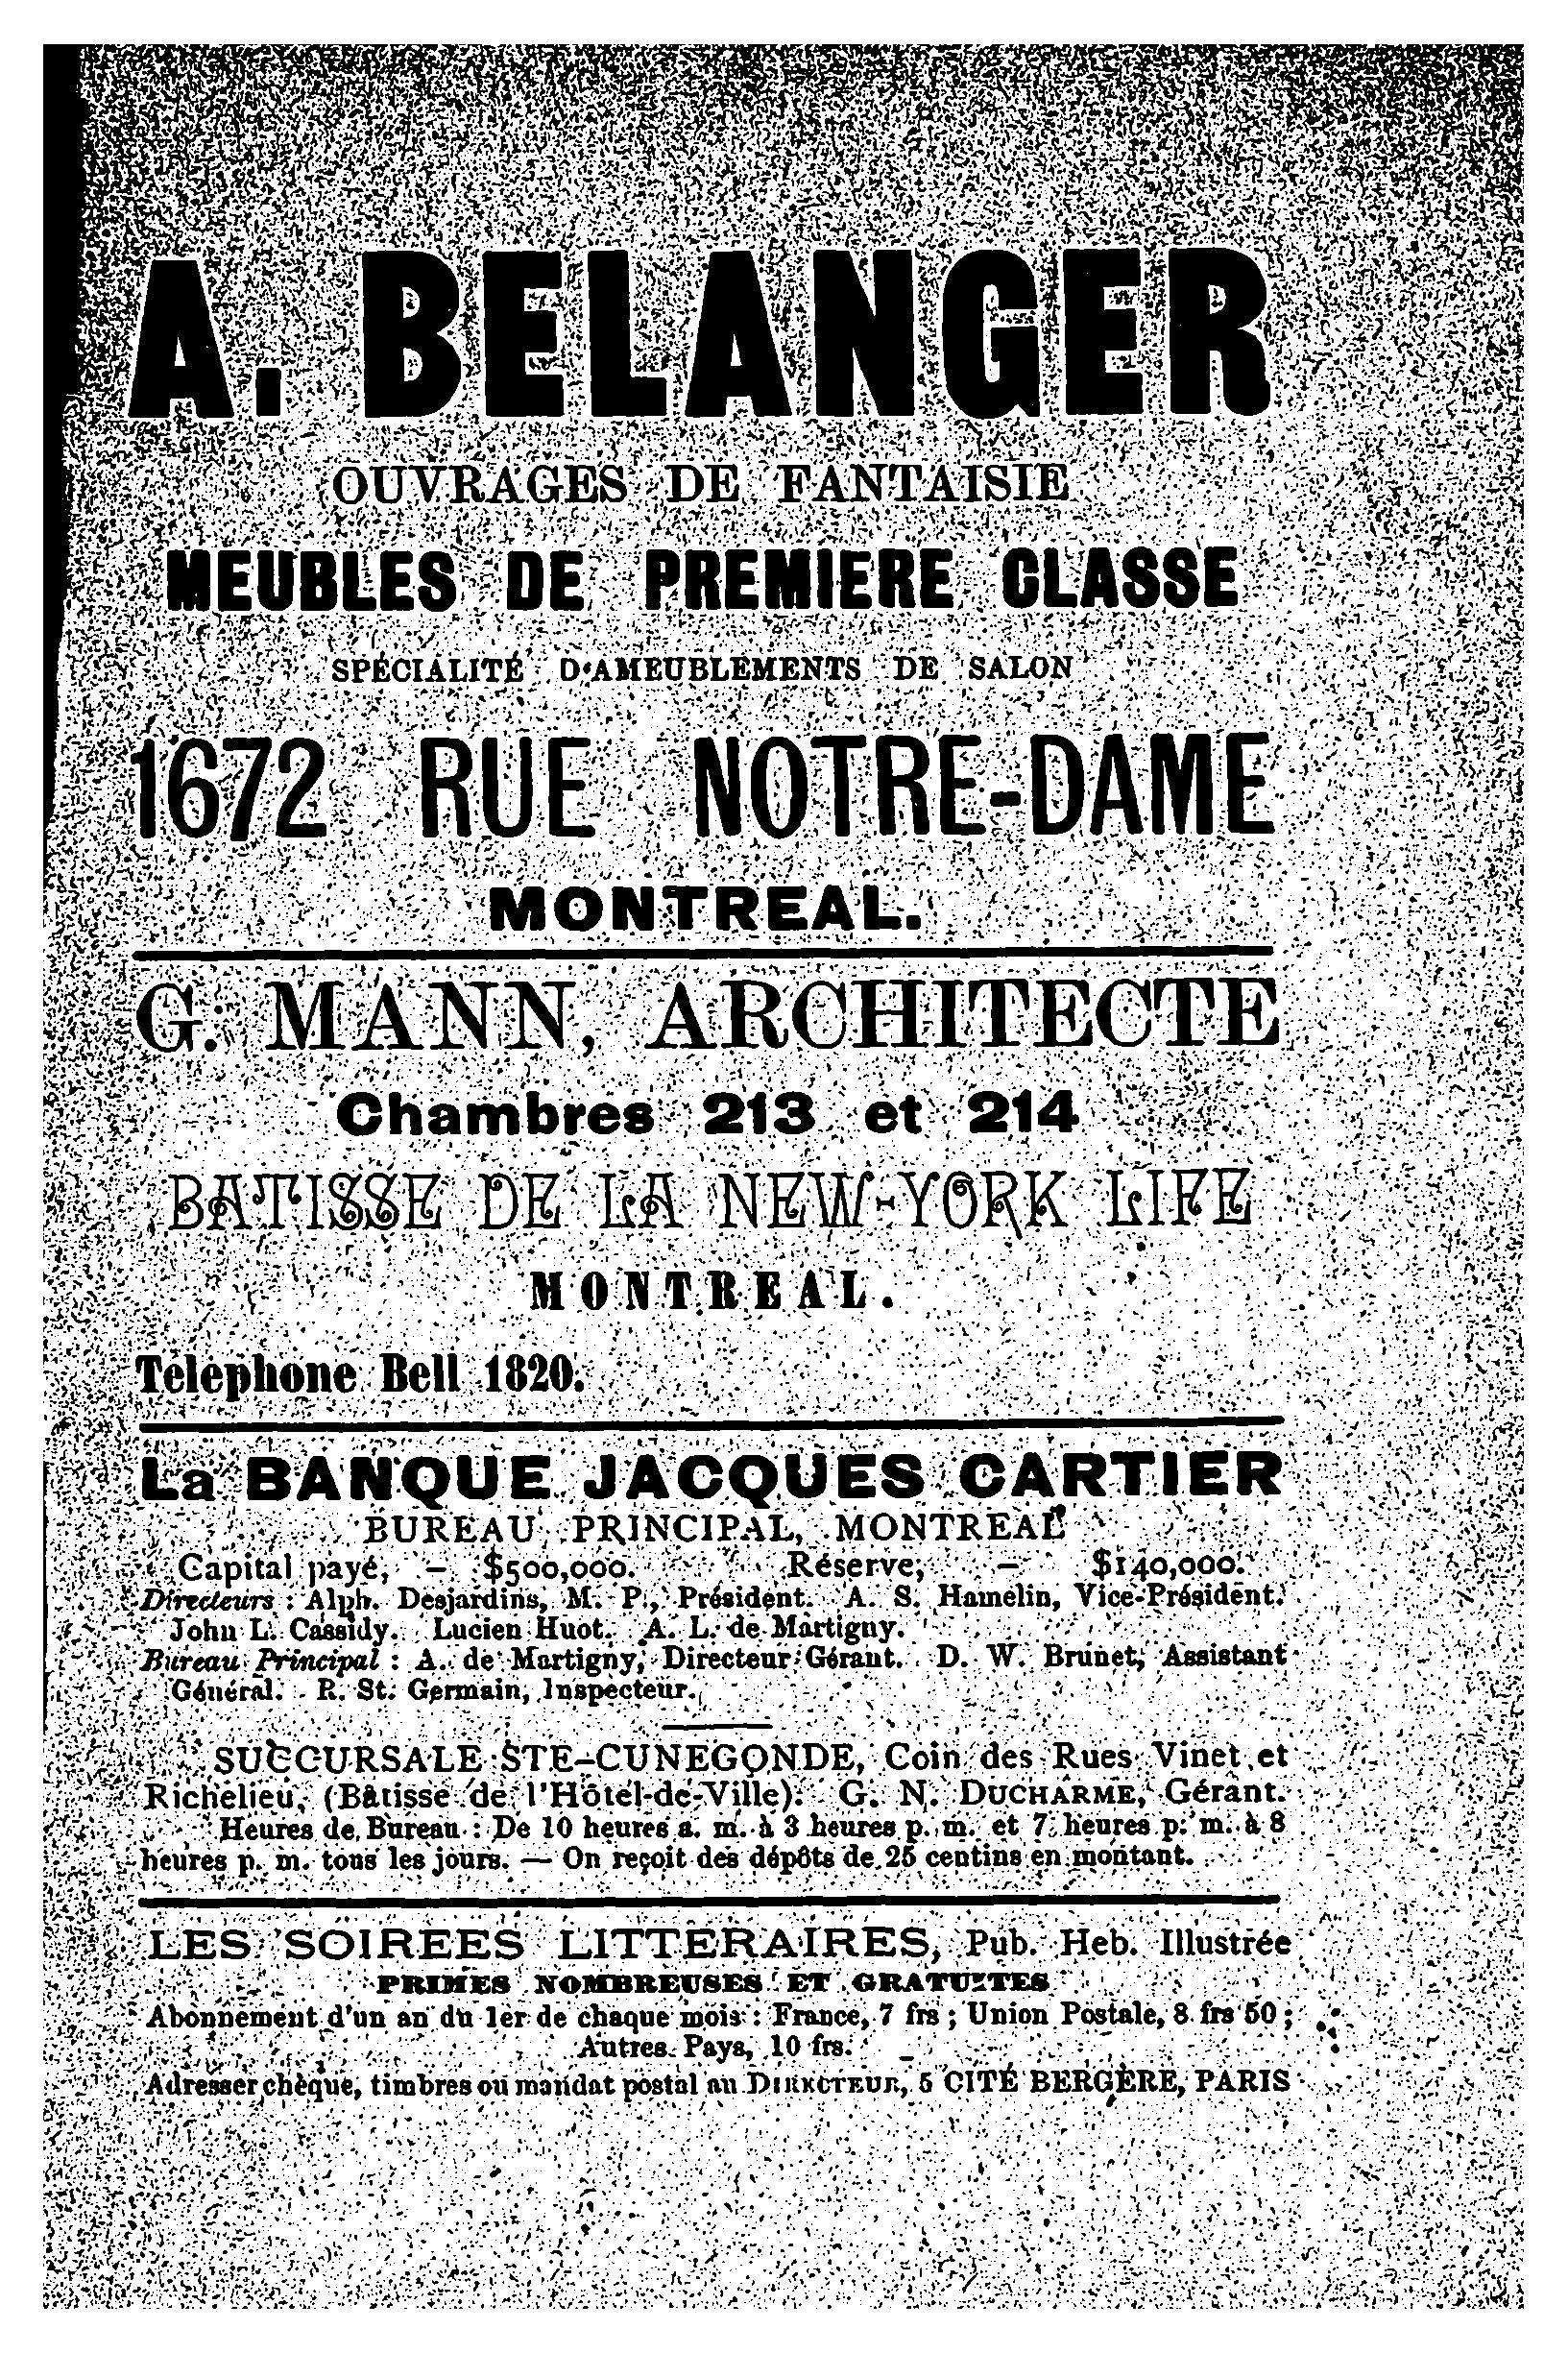 A. BELANGER
OUVRAGES DE FANTAISIE
MEUBLES DE PREMIERE CLASSE
SPÉCIALITÉ D'AMEUBLEMENTS DE SALON
1672 RUE NOTRE-DAME
MONTREAL.
G. MANN, ARCHITECTE
Chambres 213 et 214
BATISSE DE LA NEW-YORK LIFE
MONTREAL.
Telephone Bell 1820.
La BANQUE JACQUES CARTIER
BUREAU PRINCIPAL, MONTREAL
Capital payé, – $500,000. Réserve, – $140,000.
Directeurs : Alph. Desjardins, M. P., Président. A. S. Hamelin, Vice-Président.
John L. Cassidy. Lucien Huot. A. L. de Martigny.
Bureau Principal : A. de Martigny, Directeur Gérant. D. W. Brunet, Assistant
Général. R. St. Germain, Inspecteur.
SUCCURSALE STE-CUNEGONDE, Coin des Rues Vinet et
Richelieu, (Bâtisse de l'Hôtel-de-Ville). G. N. DUCHARME, Gérant.
Heures de Bureau : De 10 heures a. m. à 3 heures p. m. et 7 heures p. m. à 8
heures p. m. tous les jours. — On reçoit des dépôts de 25 centins en montant.
LES SOIREES LITTERAIRES, Pub. Heb. Illustrée
PRIMES NOMBREUSES ET GRATUITES
Abonnement d'un an du 1er de chaque mois : France, 7 frs ; Union Postale, 8 frs 50 ;
Autres Pays, 10 frs.
Adresser chèque, timbres ou mandat postal au DIRECTEUR, 5 CITÉ BERGÈRE, PARIS